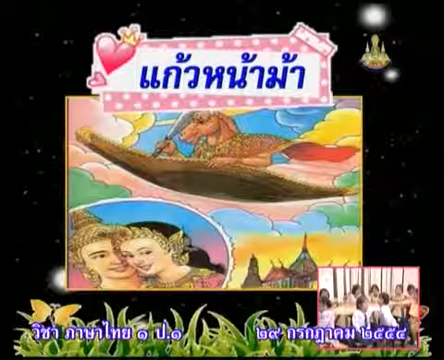 แก้วหน้าม้า
วิชา ภาษาไทย ๑ ป.๑
๒๙ กรกฎาคม ๒๕๕๔